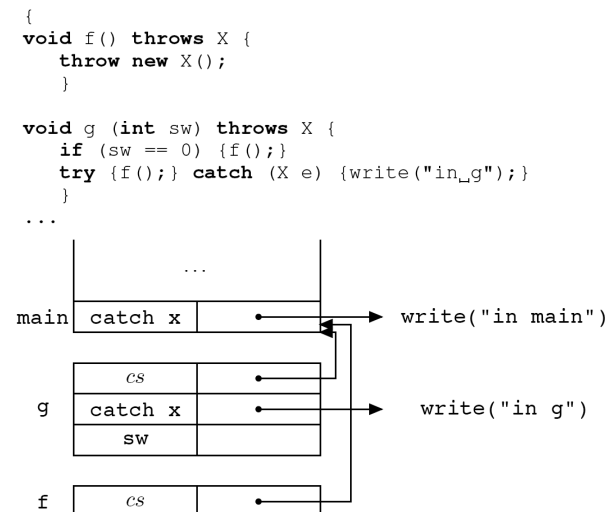 {
void f() throws X {
throw new X();
}
void g (int sw) throws X {
if (sw == 0) {f();}
try {f();} catch (X e) {write("in␣g");}
}
...
...
main catch x write("in main")
cs
g catch x write("in g")
sw
f cs